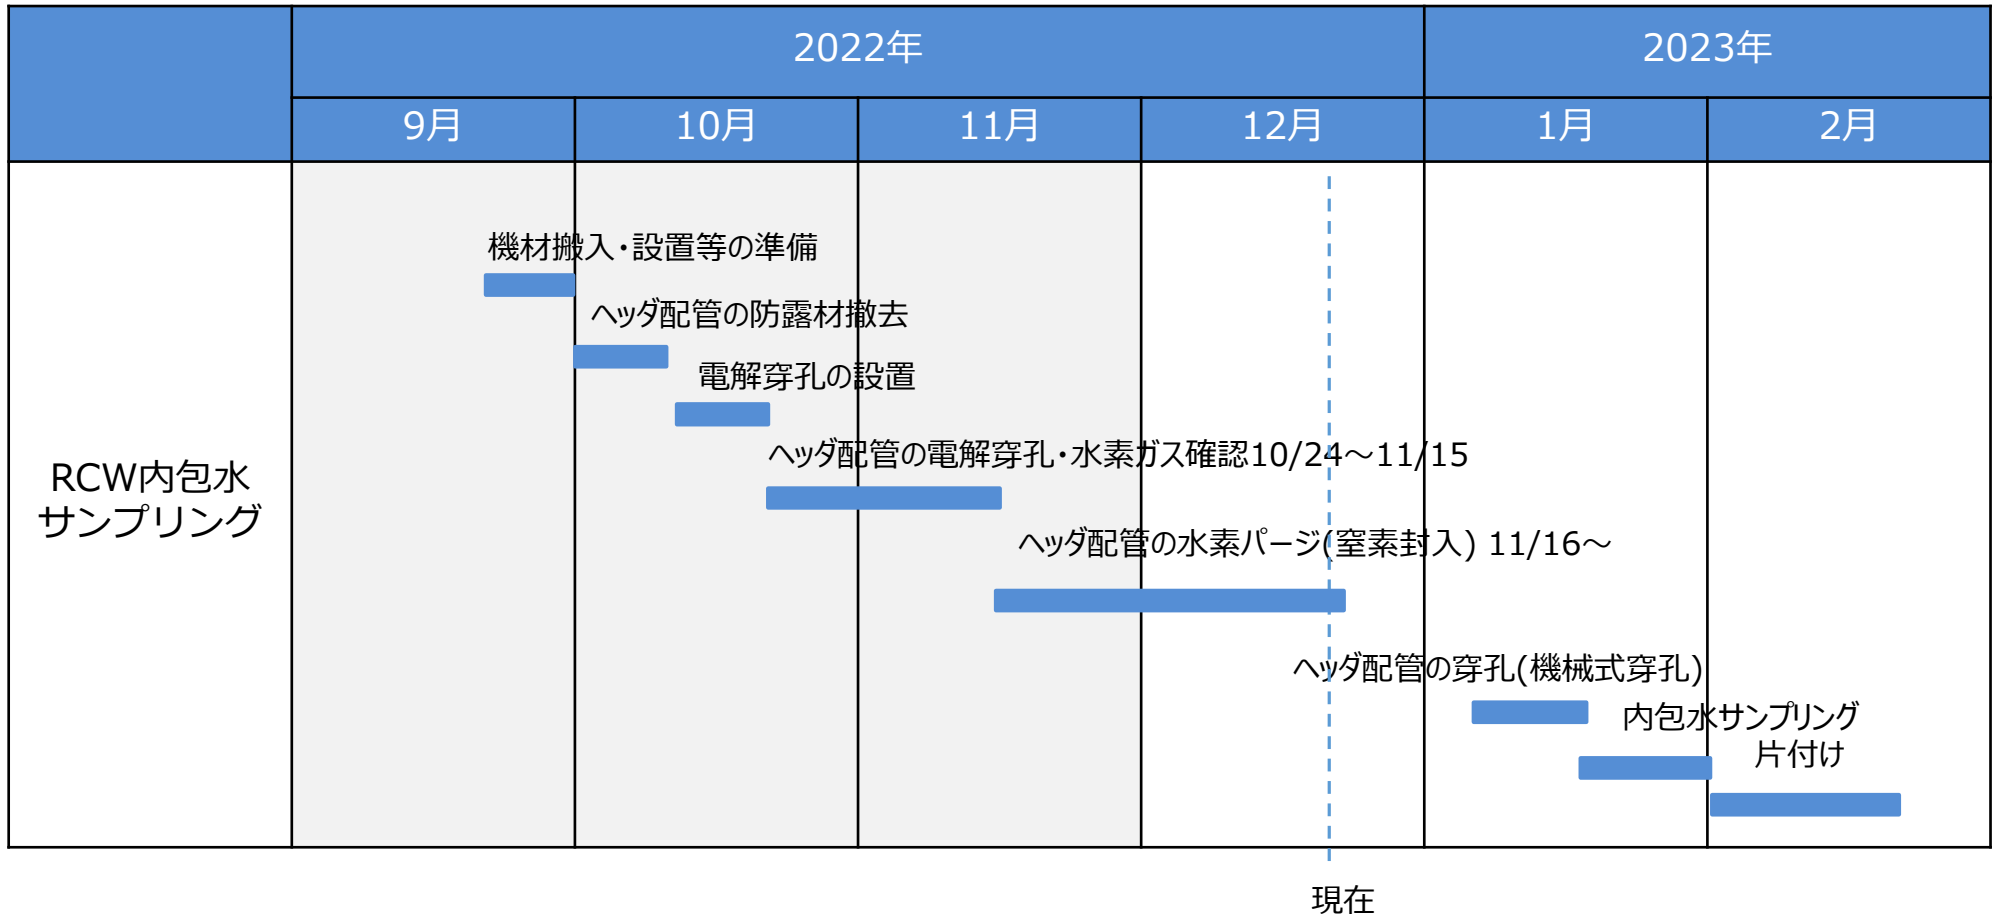 2022年
2023年
9月
10月
11月
12月
1月
2月
RCW内包水
サンプリング
機材搬入・設置等の準備
ヘッダ配管の防露材撤去
電解穿孔の設置
ヘッダ配管の電解穿孔・水素ガス確認10/24～11/15
ヘッダ配管の水素パージ(窒素封入) 11/16～
ヘッダ配管の穿孔(機械式穿孔)
内包水サンプリング
片付け
現在